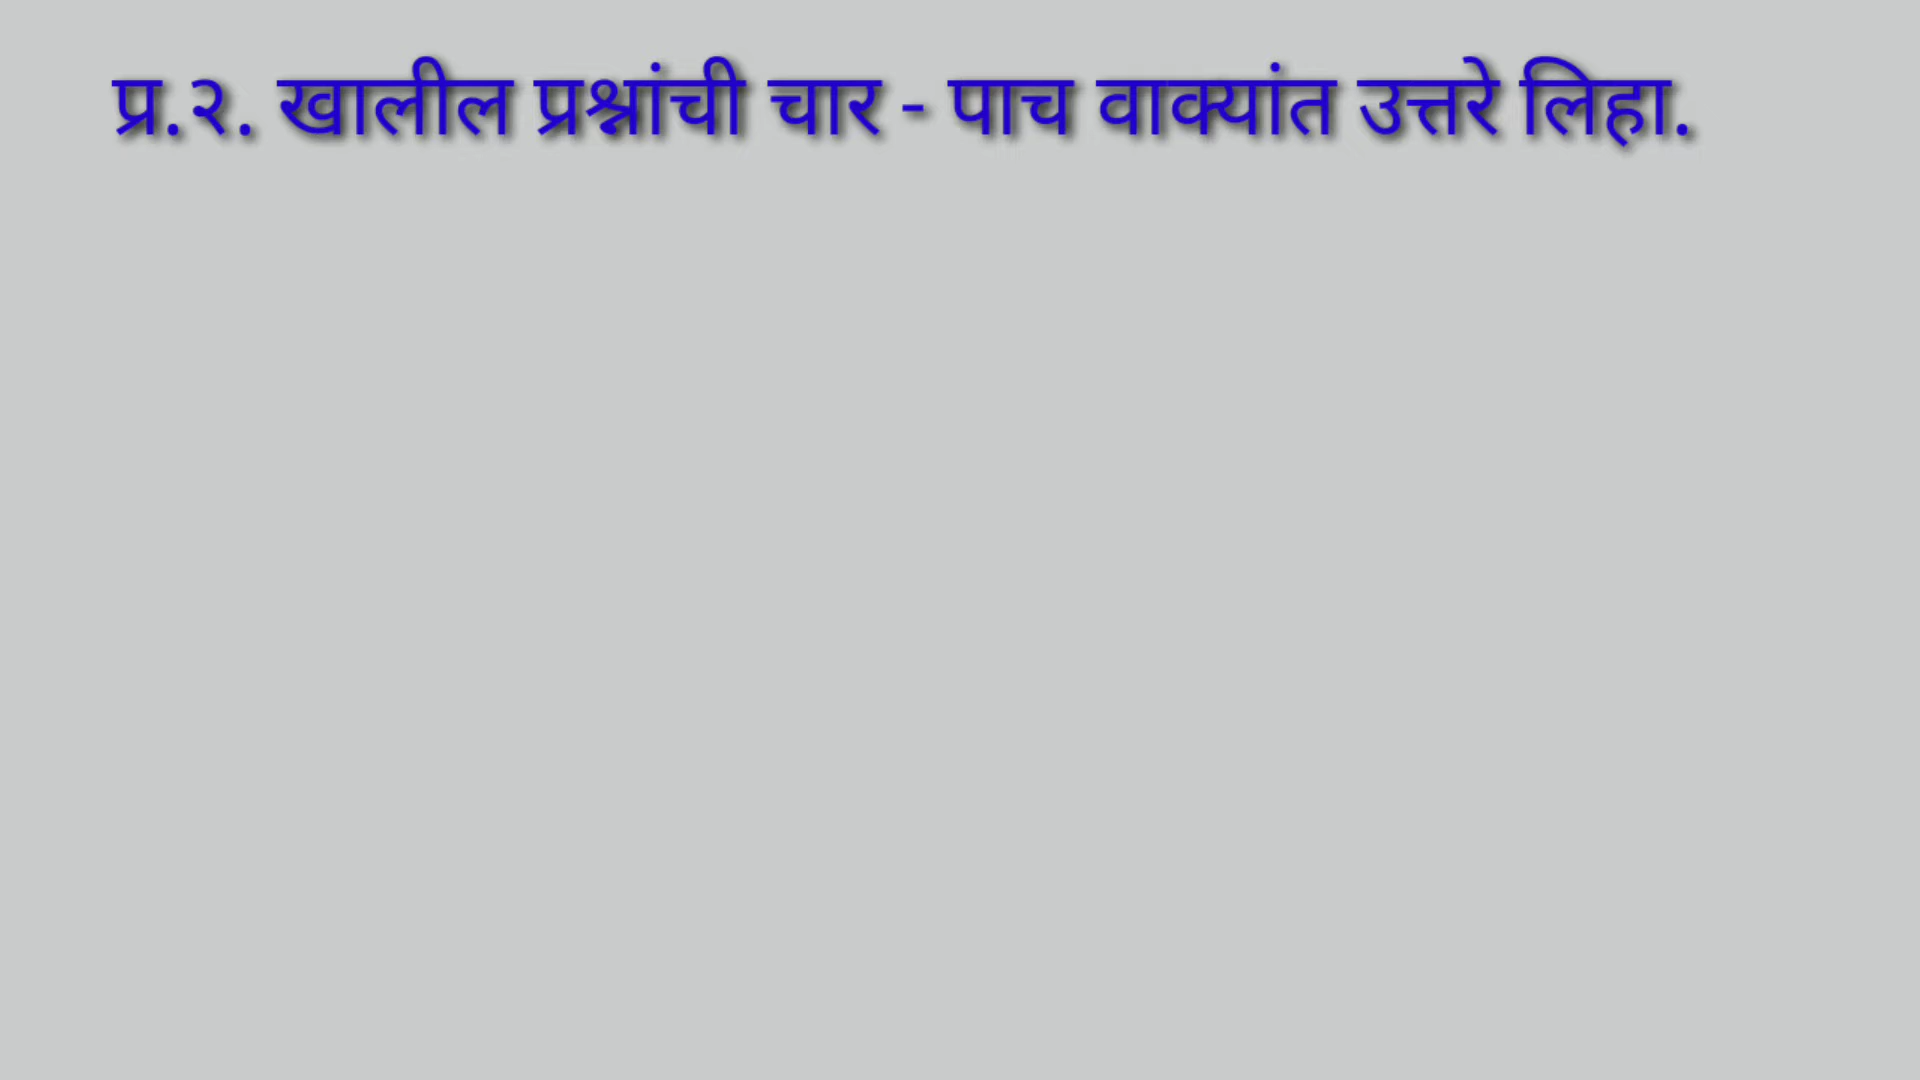 प्र.२. खालील प्रश्नांची चार - पाच वाक्यांत उत्तरे लिहा.